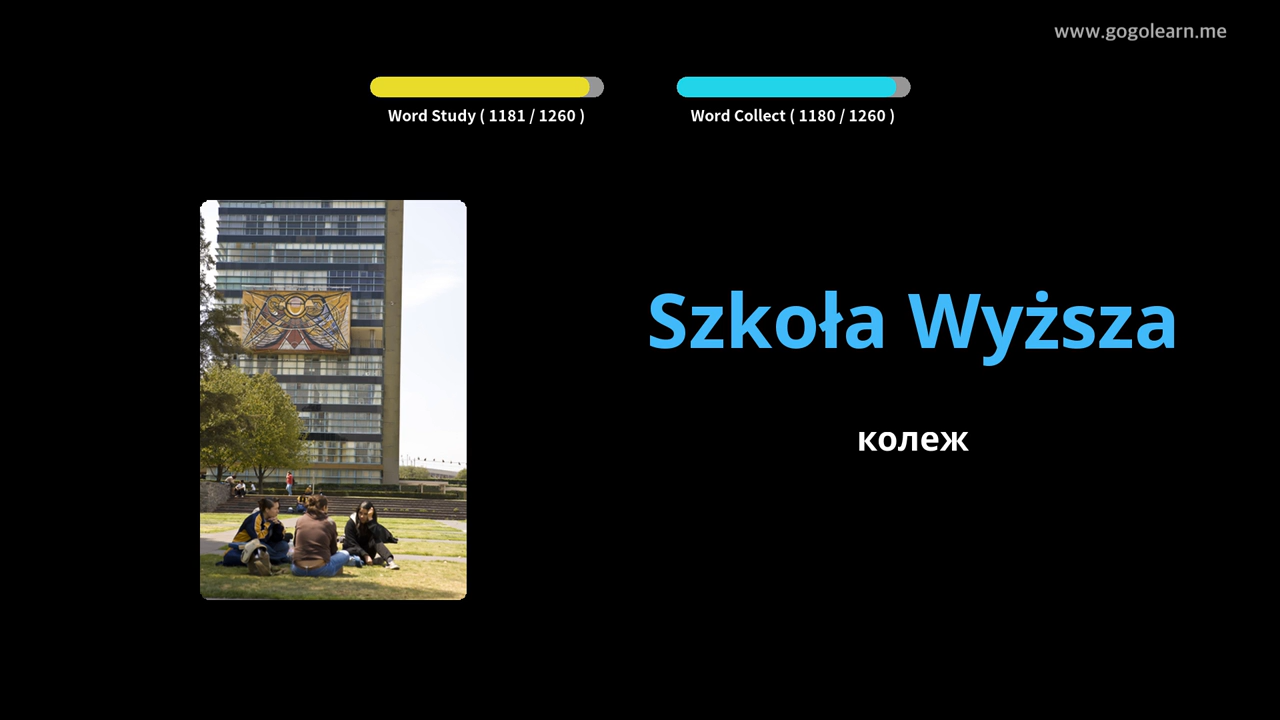 www.gogolearn.me
Word Study ( 1181 / 1260 )
Word Collect ( 1180 / 1260 )
Szkoła Wyższa
колеж